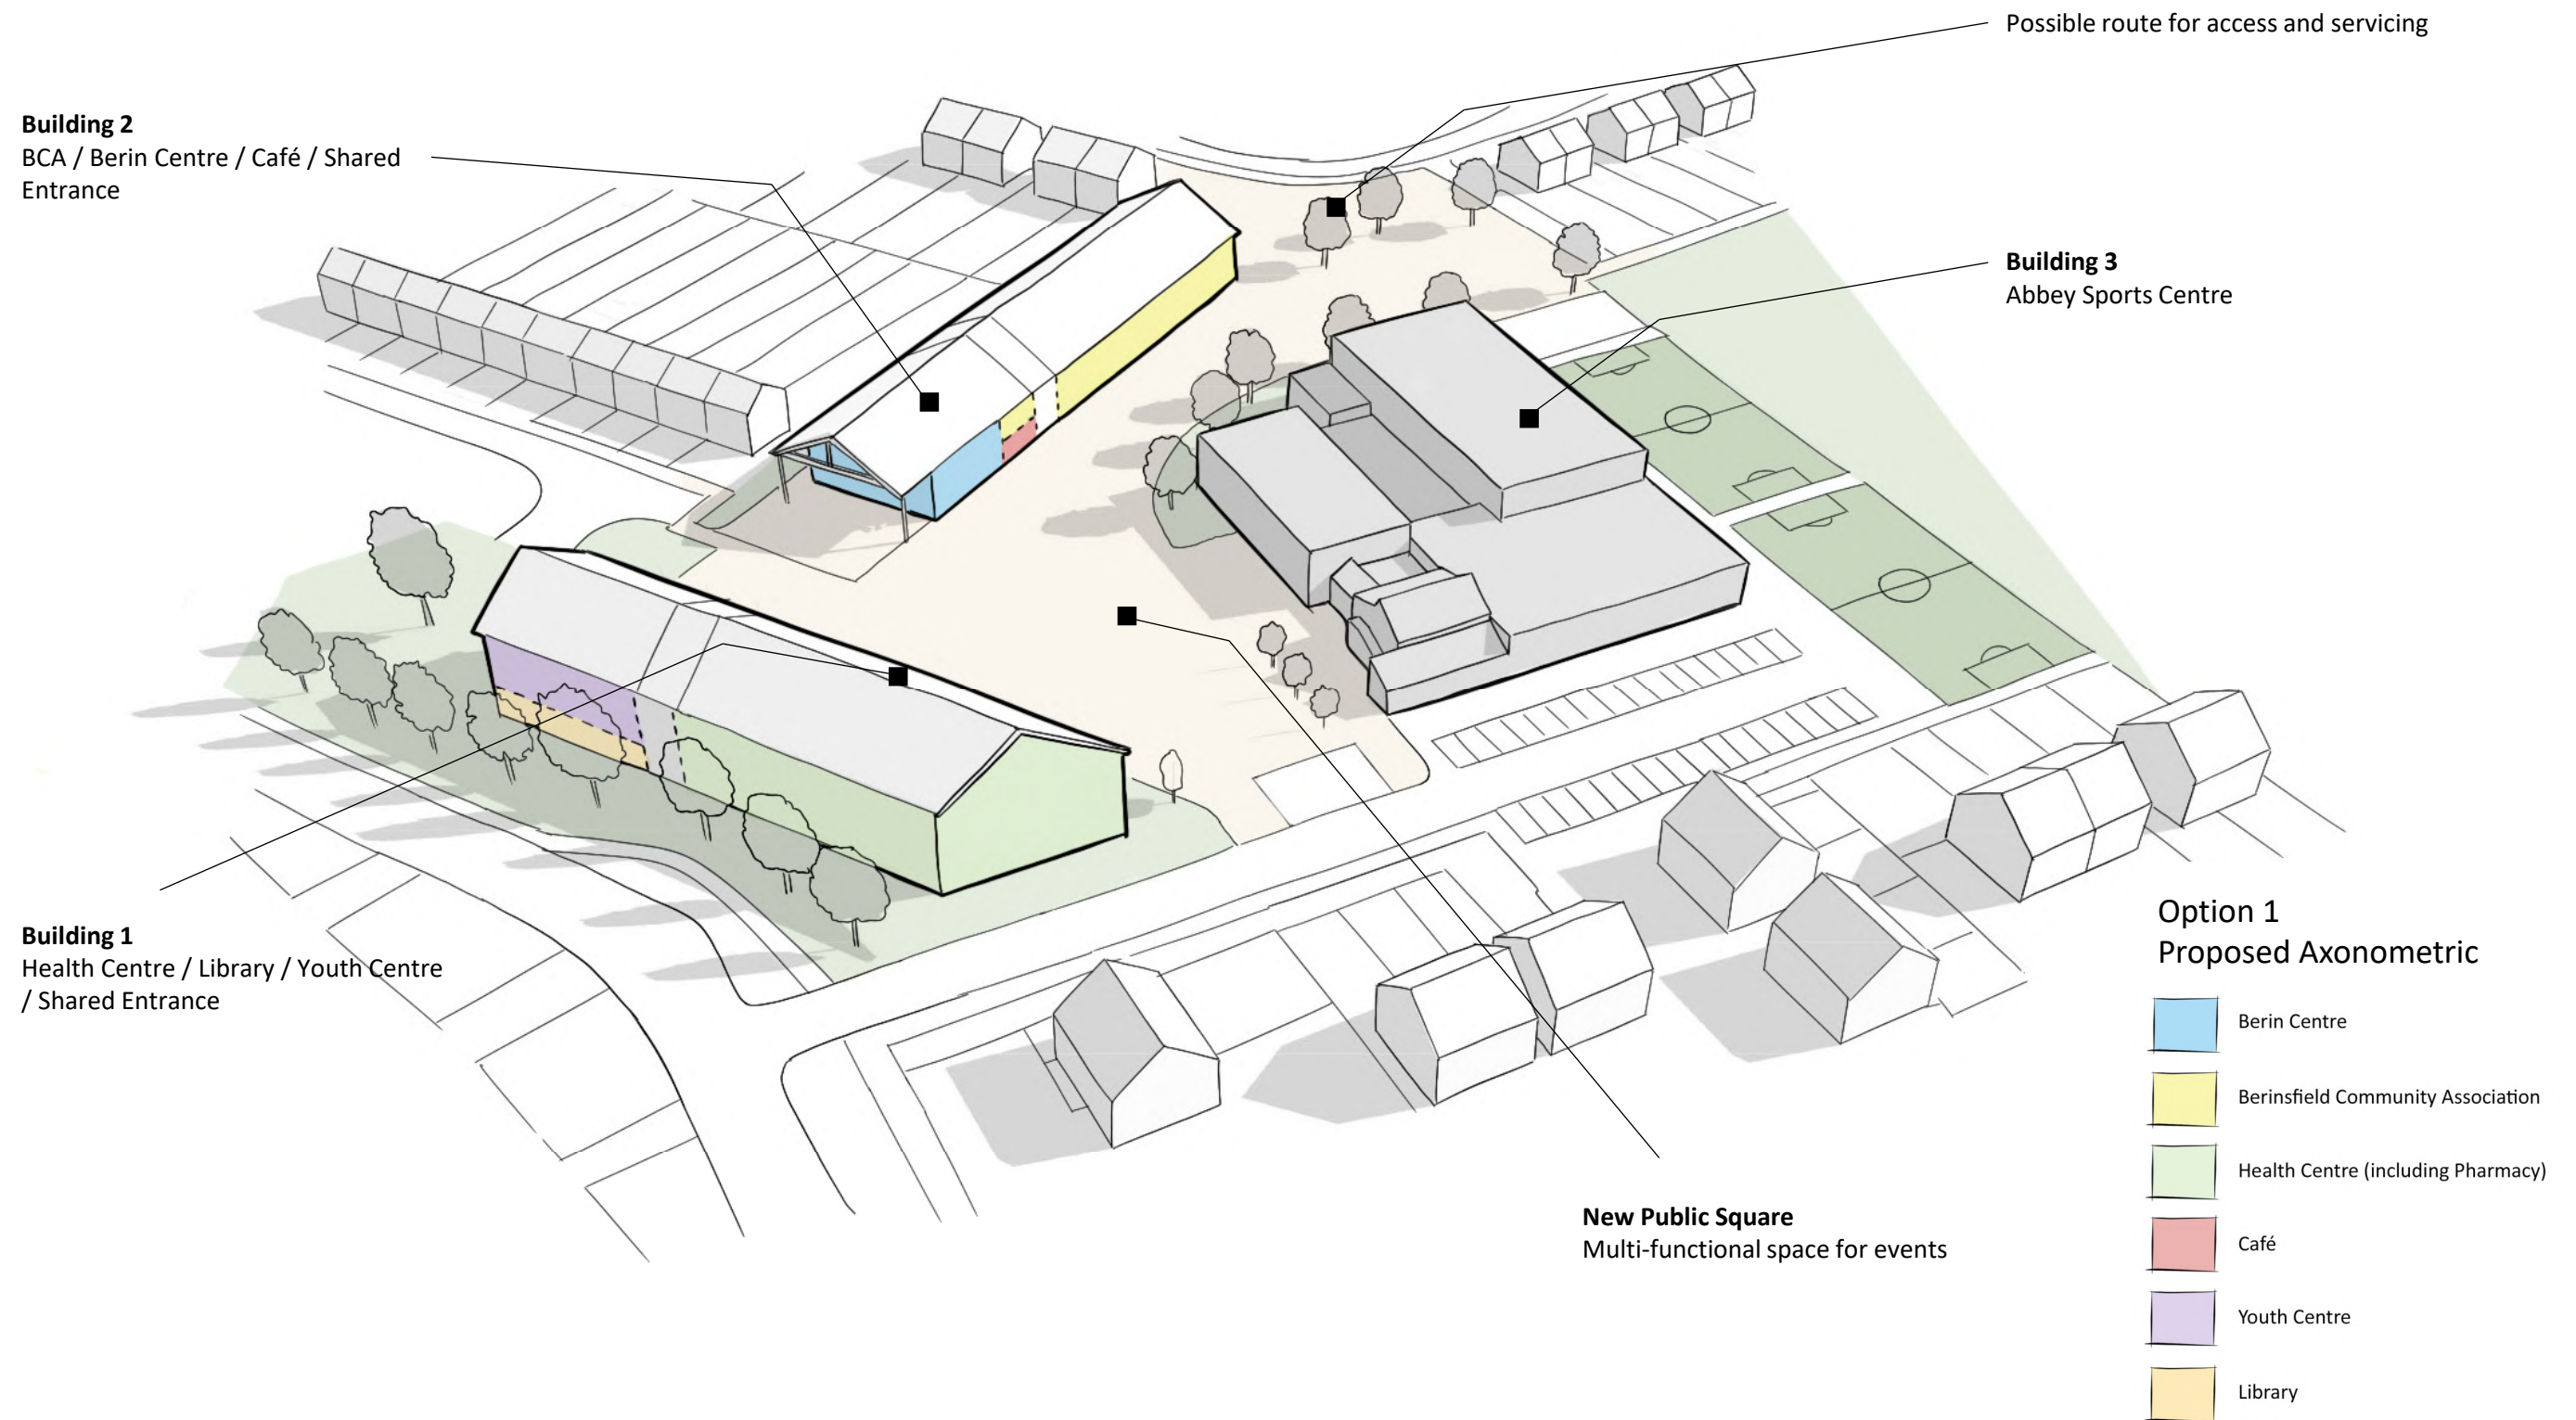 Possible route for access and servicing
Building 2
BCA / Berin Centre / Café / Shared
Entrance
Building 3
Abbey Sports Centre
Building 1
Health Centre / Library / Youth Centre
/ Shared Entrance
New Public Square
Multi-functional space for events
Option 1
Proposed Axonometric
Berin Centre
Berinsfield Community Association
Health Centre (including Pharmacy)
Café
Youth Centre
Library